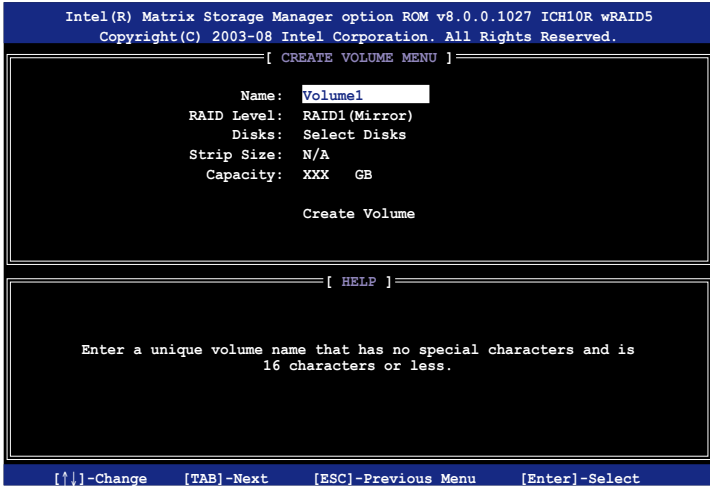 Intel(R) Matrix Storage Manager option ROM v8.0.0.1027 ICH10R wRAID5
Copyright(C) 2003-08 Intel Corporation. All Rights Reserved.
[ CREATE VOLUME MENU ]
Name: Volume1
RAID Level: RAID1(Mirror)
Disks: Select Disks
Strip Size: N/A
Capacity: XXX GB
Create Volume
[ HELP ]
Enter a unique volume name that has no special characters and is
16 characters or less.
[↑↓]-Change [TAB]-Next [ESC]-Previous Menu [Enter]-Select